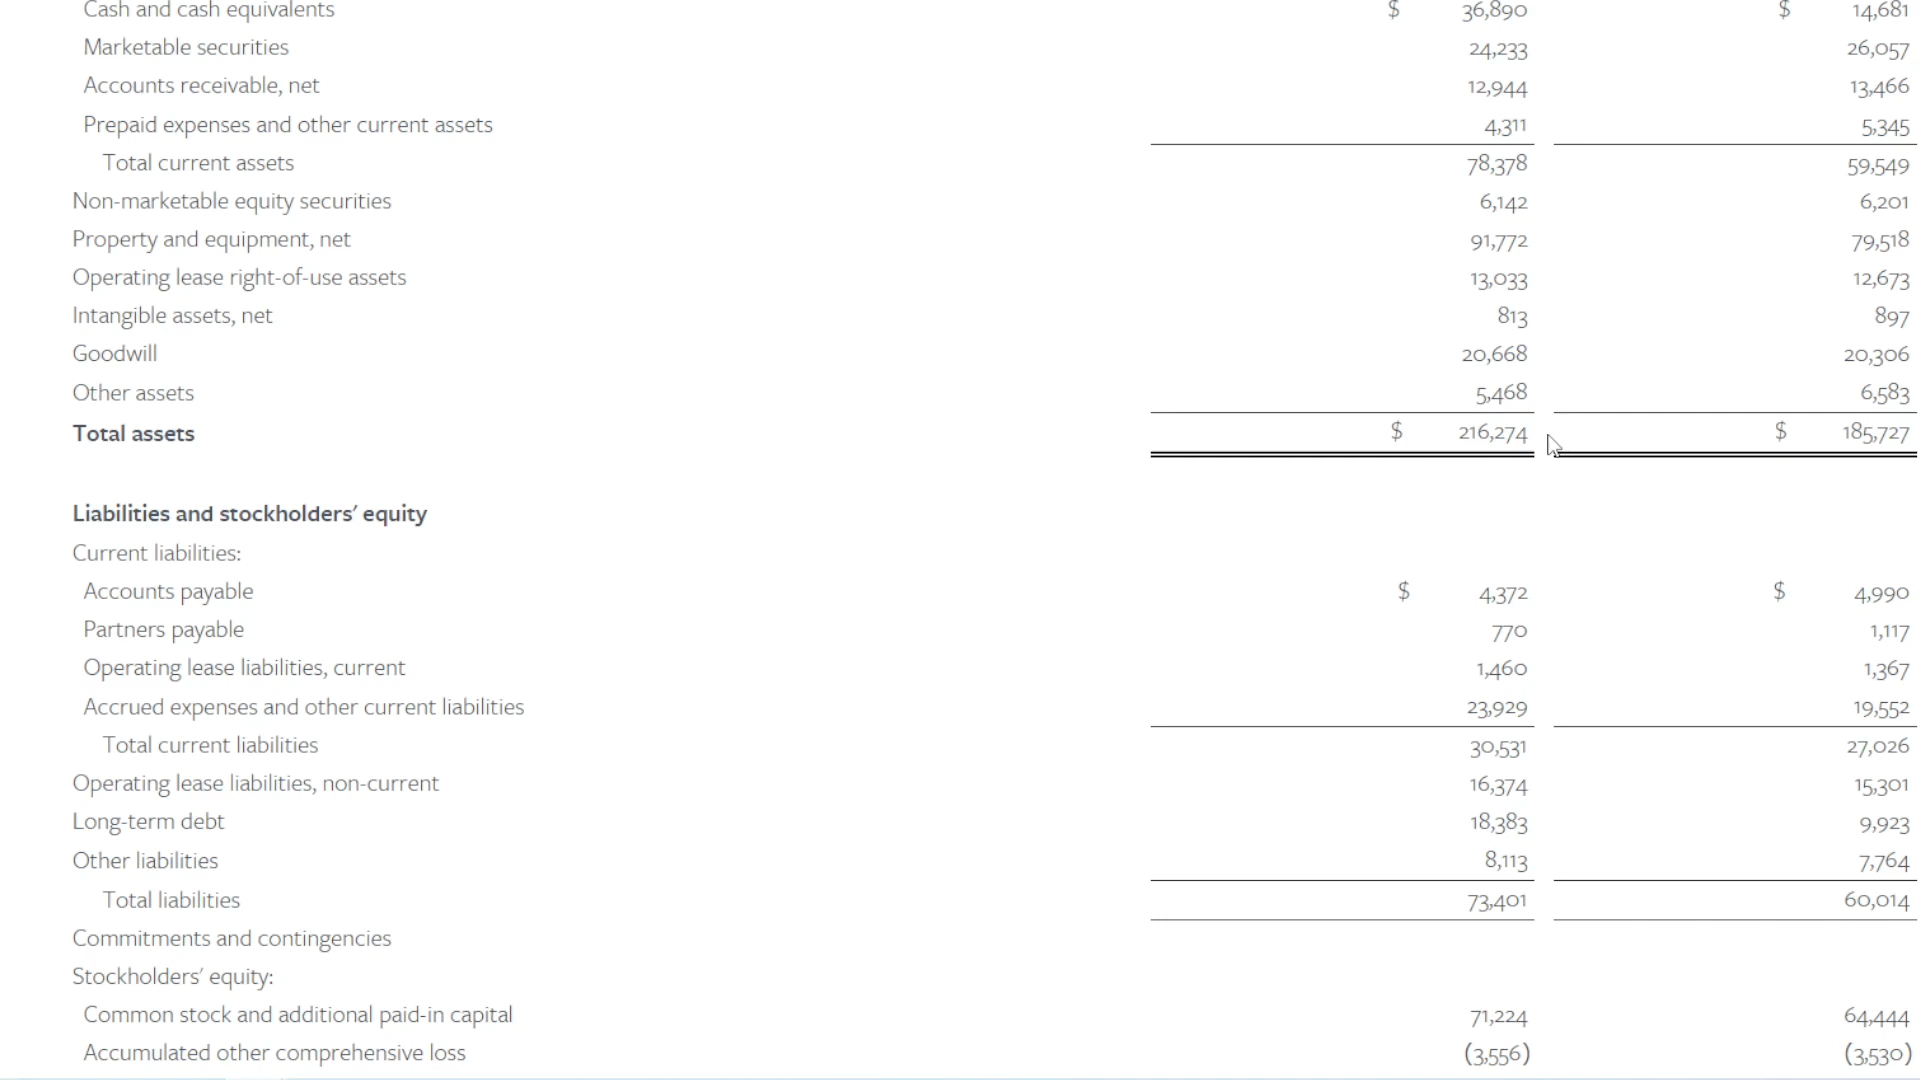 Cash and cash equivalents $ 36,890 $ 14,681
Marketable securities 24,233 26,057
Accounts receivable, net 12,944 13,466
Prepaid expenses and other current assets 4,311 5,345
Total current assets 78,378 59,549
Non-marketable equity securities 6,142 6,201
Property and equipment, net 91,772 79,518
Operating lease right-of-use assets 13,033 12,673
Intangible assets, net 813 897
Goodwill 20,668 20,306
Other assets 5,468 6,583
Total assets $ 216,274 $ 185,727
Liabilities and stockholders' equity
Current liabilities:
Accounts payable $ 4,372 $ 4,990
Partners payable 770 1,117
Operating lease liabilities, current 1,460 1,367
Accrued expenses and other current liabilities 23,929 19,552
Total current liabilities 30,531 27,026
Operating lease liabilities, non-current 16,374 15,301
Long-term debt 18,383 9,923
Other liabilities 8,113 7,764
Total liabilities 73,401 60,014
Commitments and contingencies
Stockholders' equity:
Common stock and additional paid-in capital 71,224 64,444
Accumulated other comprehensive loss (3,556) (3,530)